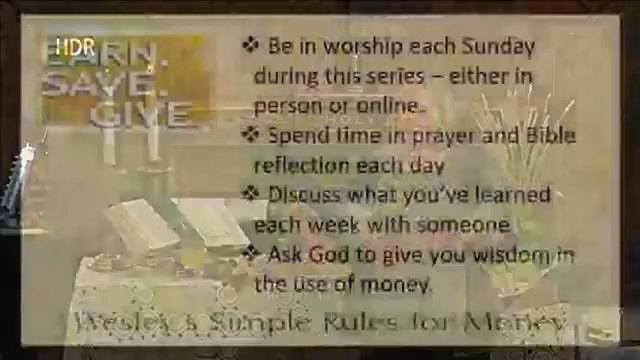 HDR
EARN.
SAVE.
GIVE.
❖ Be in worship each Sunday
during this series – either in
person or online.
❖ Spend time in prayer and Bible
reflection each day
❖ Discuss what you've learned
each week with someone
❖ Ask God to give you wisdom in
the use of money.
Wesley's Simple Rules for Money